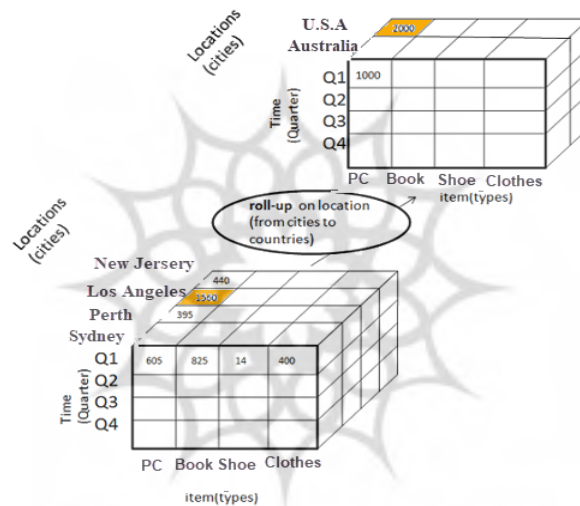 Locations
(cities)
U.S.A
Australia
2000
Q1 1000
Q2
Q3
Q4
Time
(Quarter)
PC Book Shoe Clothes
item(types)
roll-up on location
(from cities to
countries)
Locations
(cities)
New Jersery 440
Los Angeles 1560
Perth 395
Sydney
Q1 605 825 14 400
Q2
Q3
Q4
Time
(Quarter)
PC Book Shoe Clothes
item(types)